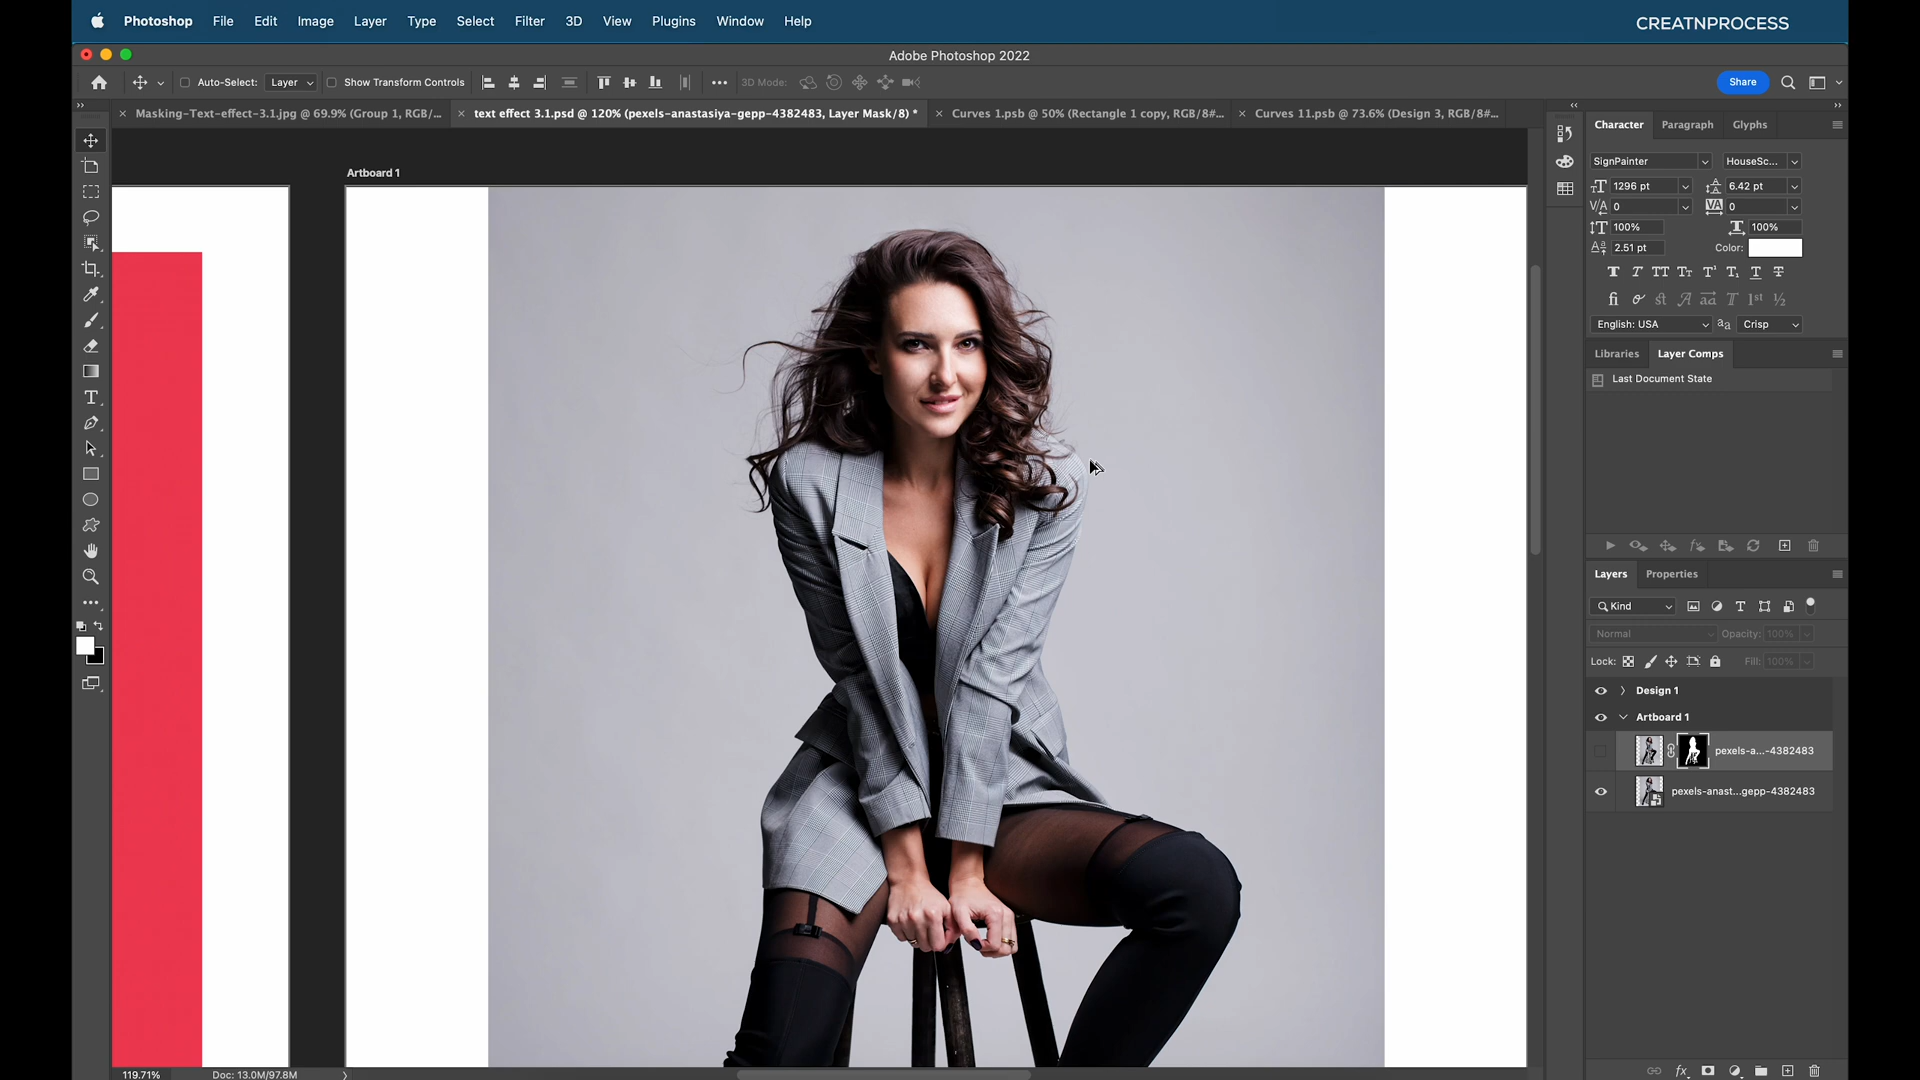 Photoshop File Edit Image Layer Type Select Filter 3D View Plugins Window Help
CREATNPROCESS
Adobe Photoshop 2022
Auto-Select: Layer Show Transform Controls
3D Mode:
Share
Masking-Text-effect-3.1.jpg @ 69.9% (Group 1, RGB/...
text effect 3.1.psd @ 120% (pexels-anastasiya-gepp-4382483, Layer Mask/8) *
Curves 1.psb @ 50% (Rectangle 1 copy, RGB/8#...
Curves 11.psb @ 73.6% (Design 3, RGB/8#...
Artboard 1
Character Paragraph Glyphs
SignPainter HouseSc...
1296 pt 6.42 pt
0 0
100% 100%
2.51 pt Color:
English: USA Crisp
Libraries Layer Comps
Last Document State
Layers Properties
Kind
Normal Opacity: 100%
Lock: Fill: 100%
Design 1
Artboard 1
pexels-a...-4382483
pexels-anast...gepp-4382483
119.71% Doc: 13.0M/97.8M